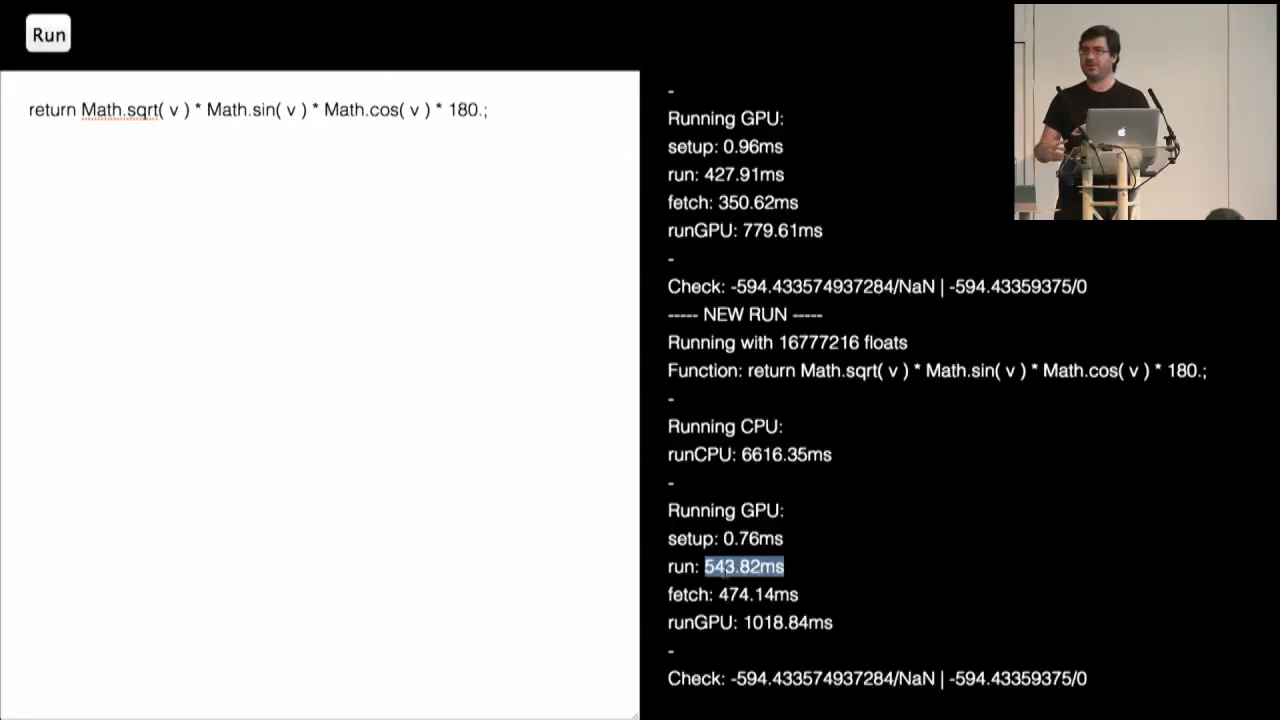 Run
return Math.sqrt( v ) * Math.sin( v ) * Math.cos( v ) * 180.;
-
Running GPU:
setup: 0.96ms
run: 427.91ms
fetch: 350.62ms
runGPU: 779.61ms
-
Check: -594.433574937284/NaN | -594.43359375/0
----- NEW RUN -----
Running with 16777216 floats
Function: return Math.sqrt( v ) * Math.sin( v ) * Math.cos( v ) * 180.;
-
Running CPU:
runCPU: 6616.35ms
-
Running GPU:
setup: 0.76ms
run: 543.82ms
fetch: 474.14ms
runGPU: 1018.84ms
-
Check: -594.433574937284/NaN | -594.43359375/0